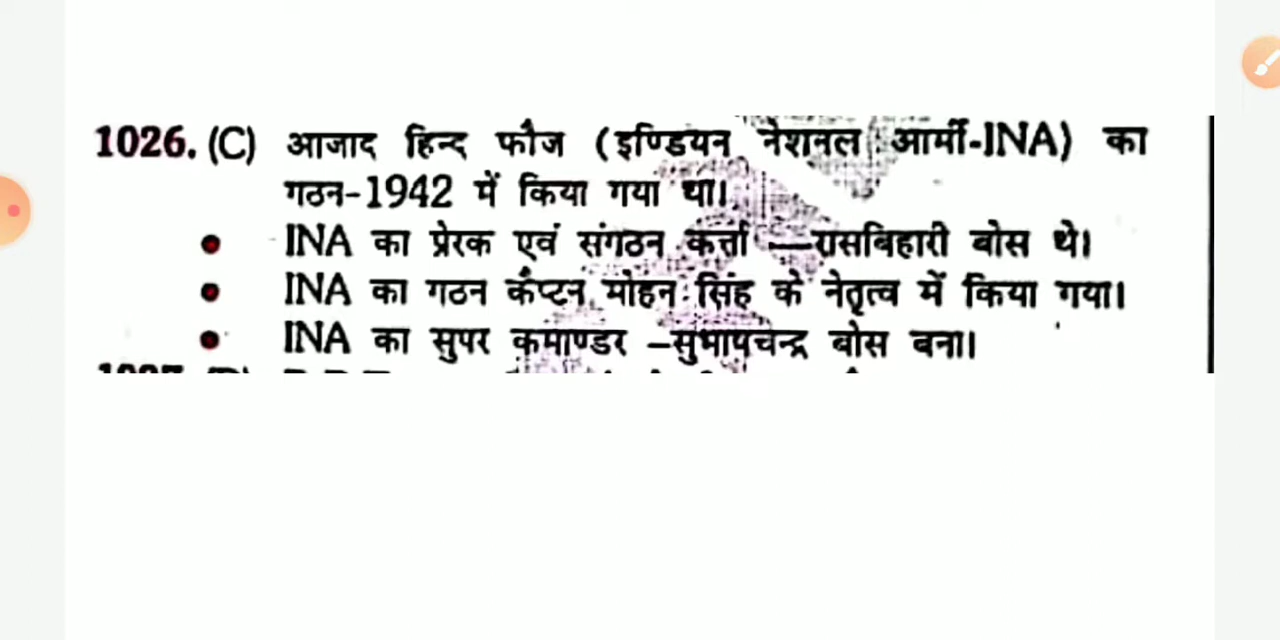 1026. (C) आजाद हिन्द फौज (इण्डियन नेशनल आर्मी-INA) का
गठन-1942 में किया गया था।
• INA का प्रेरक एवं संगठन कर्त्ता —रासबिहारी बोस थे।
• INA का गठन कैप्टन मोहन सिंह के नेतृत्व में किया गया।
• INA का सुपर कमाण्डर –सुभाषचन्द्र बोस बना।